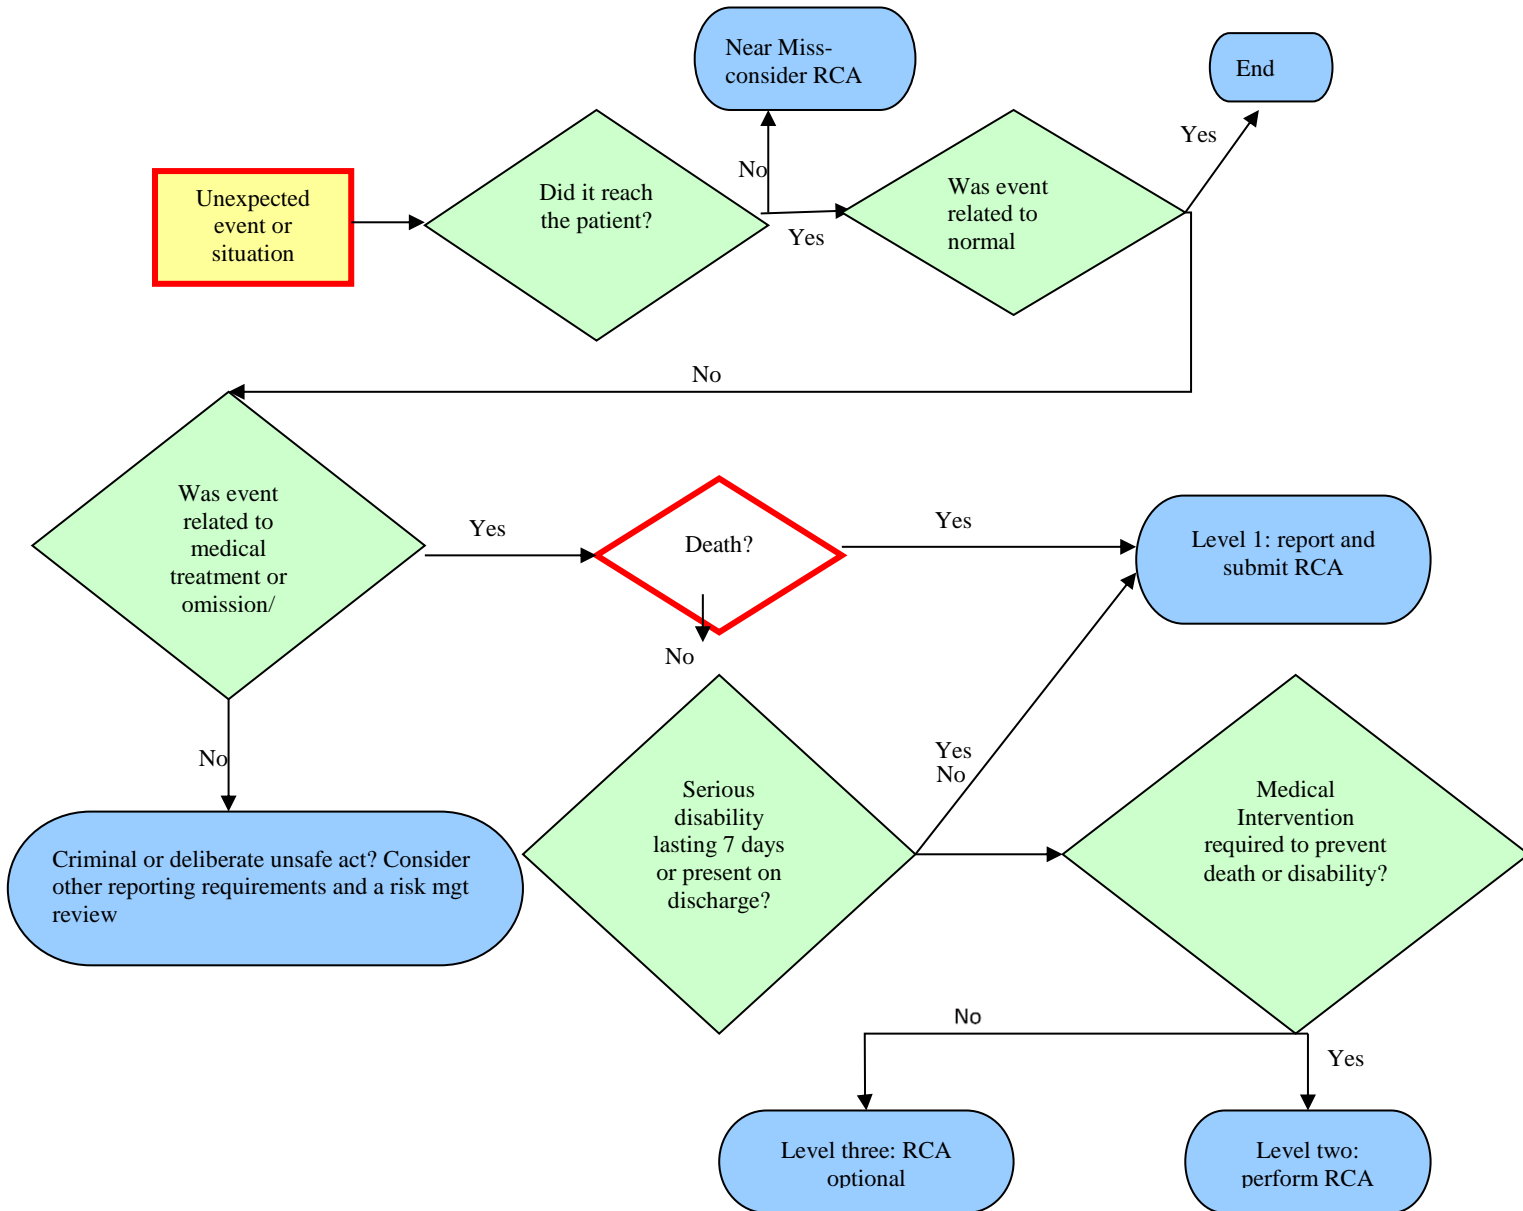 Near Miss-
consider RCA
End
Yes
Unexpected
event or
situation
Did it reach
the patient?
No
Yes
Was event
related to
normal
No
Was event
related to
medical
treatment or
omission/
Yes
Death?
Yes
Level 1: report and
submit RCA
No
No
Yes
No
Serious
disability
lasting 7 days
or present on
discharge?
Medical
Intervention
required to prevent
death or disability?
Criminal or deliberate unsafe act? Consider
other reporting requirements and a risk mgt
review
No
Yes
Level three: RCA
optional
Level two:
perform RCA